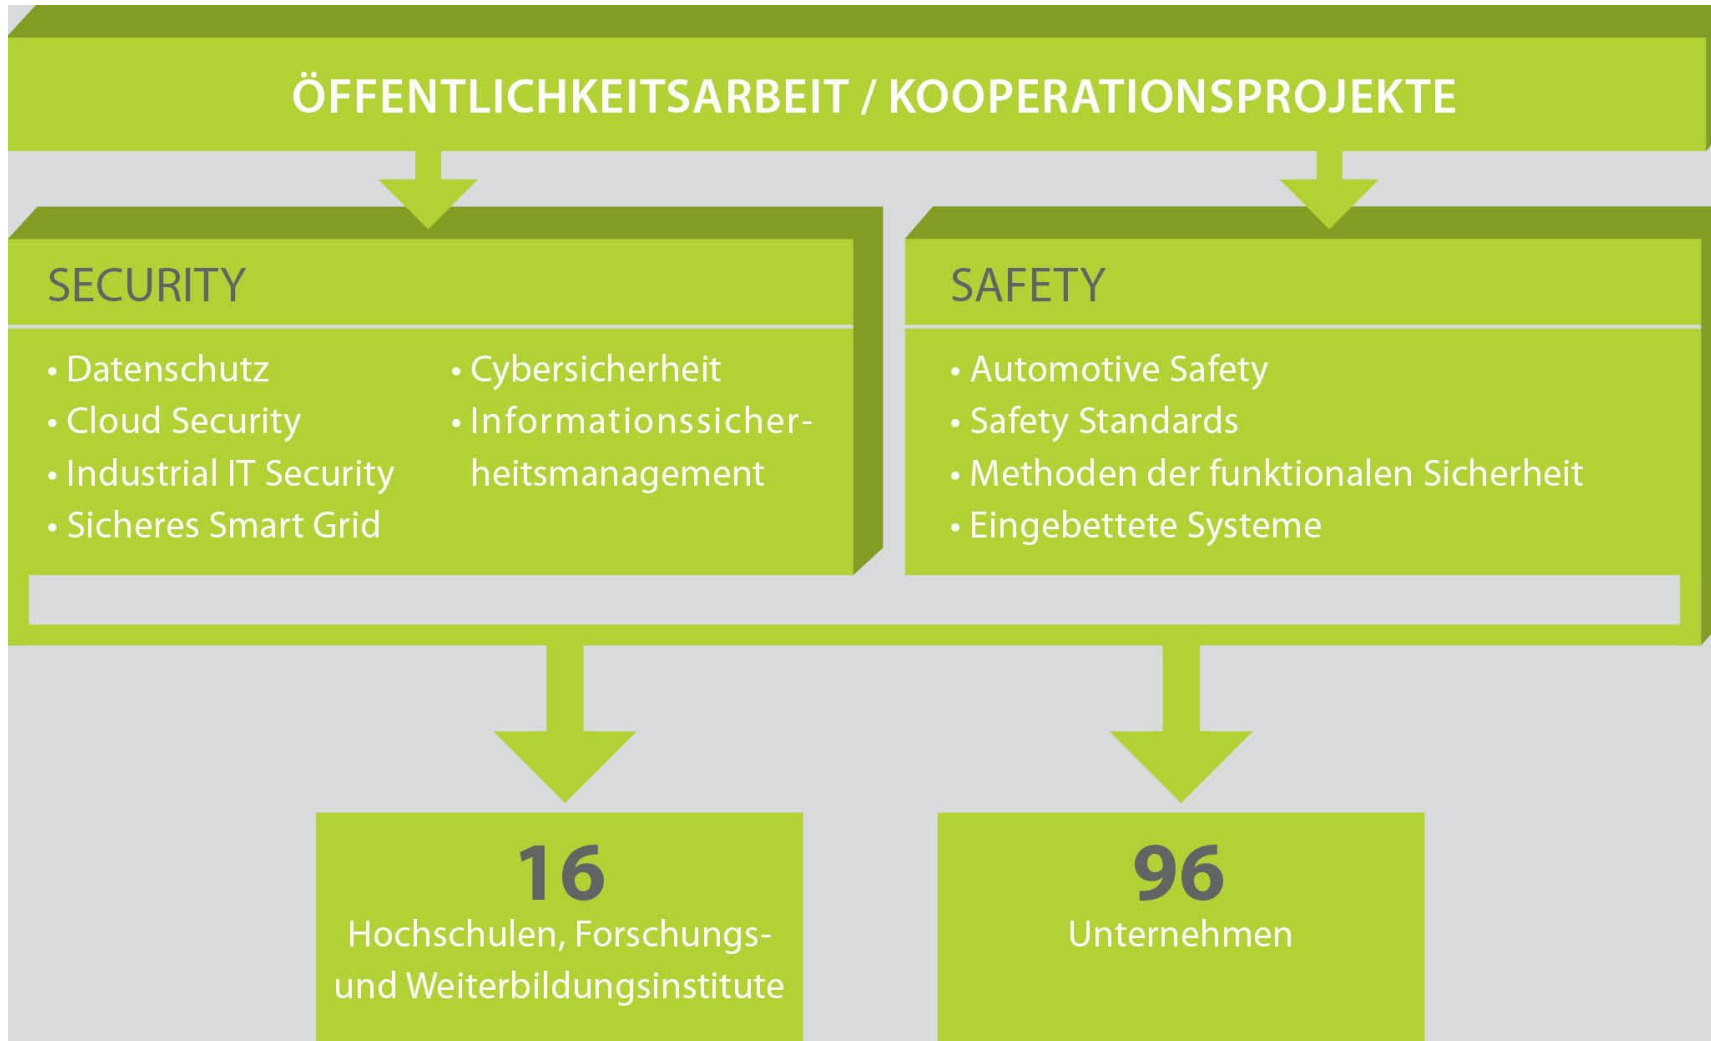 ÖFFENTLICHKEITSARBEIT / KOOPERATIONSPROJEKTE
SECURITY
• Datenschutz
• Cloud Security
• Industrial IT Security
• Sicheres Smart Grid
• Cybersicherheit
• Informationssicher-
heitsmanagement
SAFETY
• Automotive Safety
• Safety Standards
• Methoden der funktionalen Sicherheit
• Eingebettete Systeme
16
Hochschulen, Forschungs-
und Weiterbildungsinstitute
96
Unternehmen